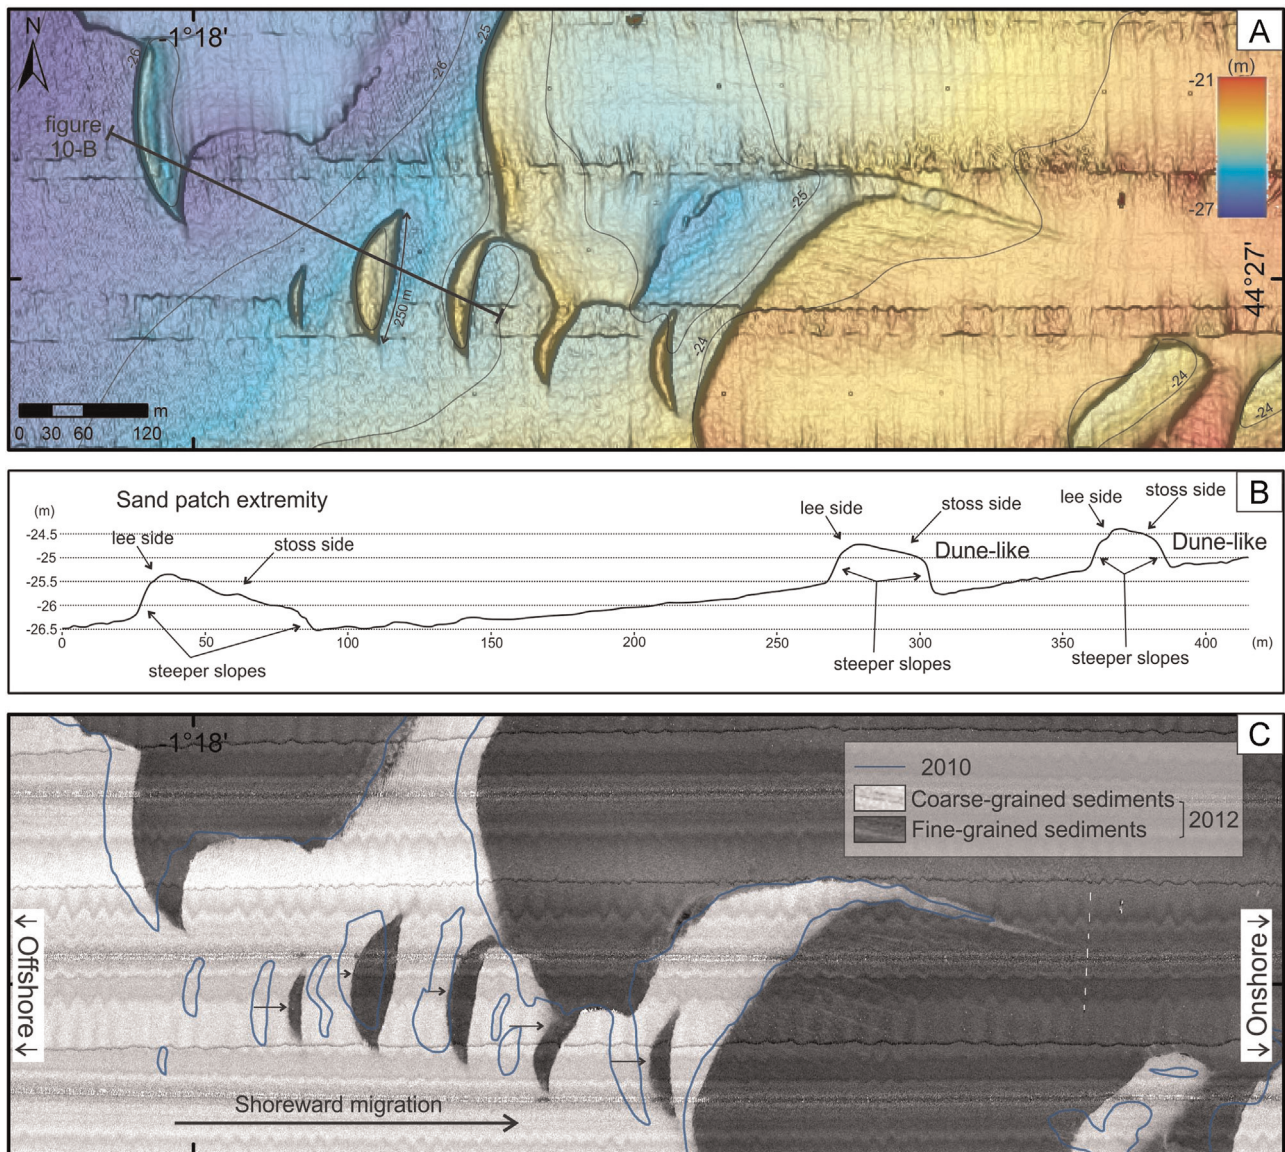 A
N
-1°18'
(m)
-21
-27
-26
-26
-25
figure
10-B
-25
250 m
-24
-24
-24
44°27'
m
0 30 60 120
B
Sand patch extremity
(m)
-24.5
-25
-25.5
-26
-26.5
lee side
stoss side
steeper slopes
lee side
stoss side
Dune-like
steeper slopes
lee side
stoss side
Dune-like
steeper slopes
0 50 100 150 200 250 300 350 400 (m)
C
-1°18'
2010
Coarse-grained sediments
Fine-grained sediments
2012
← Offshore →
← Onshore →
Shoreward migration